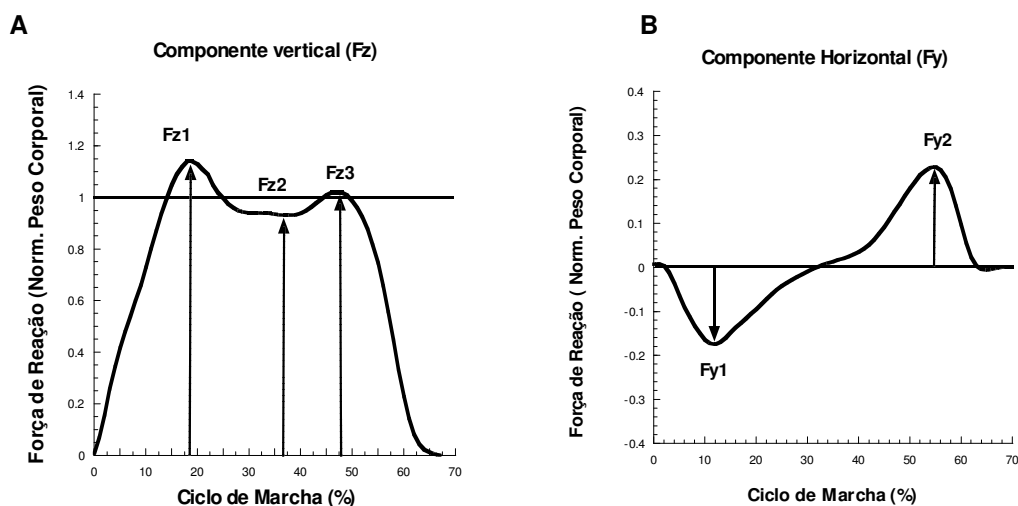 A
Componente vertical (Fz)
Força de Reação (Norm. Peso Corporal)
1.4
1.2
1
0.8
0.6
0.4
0.2
0
Fz1
Fz2
Fz3
0 10 20 30 40 50 60 70
Ciclo de Marcha (%)
B
Componente Horizontal (Fy)
Força de Reação ( Norm. Peso Corporal)
0.4
0.3
0.2
0.1
0
-0.1
-0.2
-0.3
-0.4
Fy2
Fy1
0 10 20 30 40 50 60 70
Ciclo de Marcha (%)